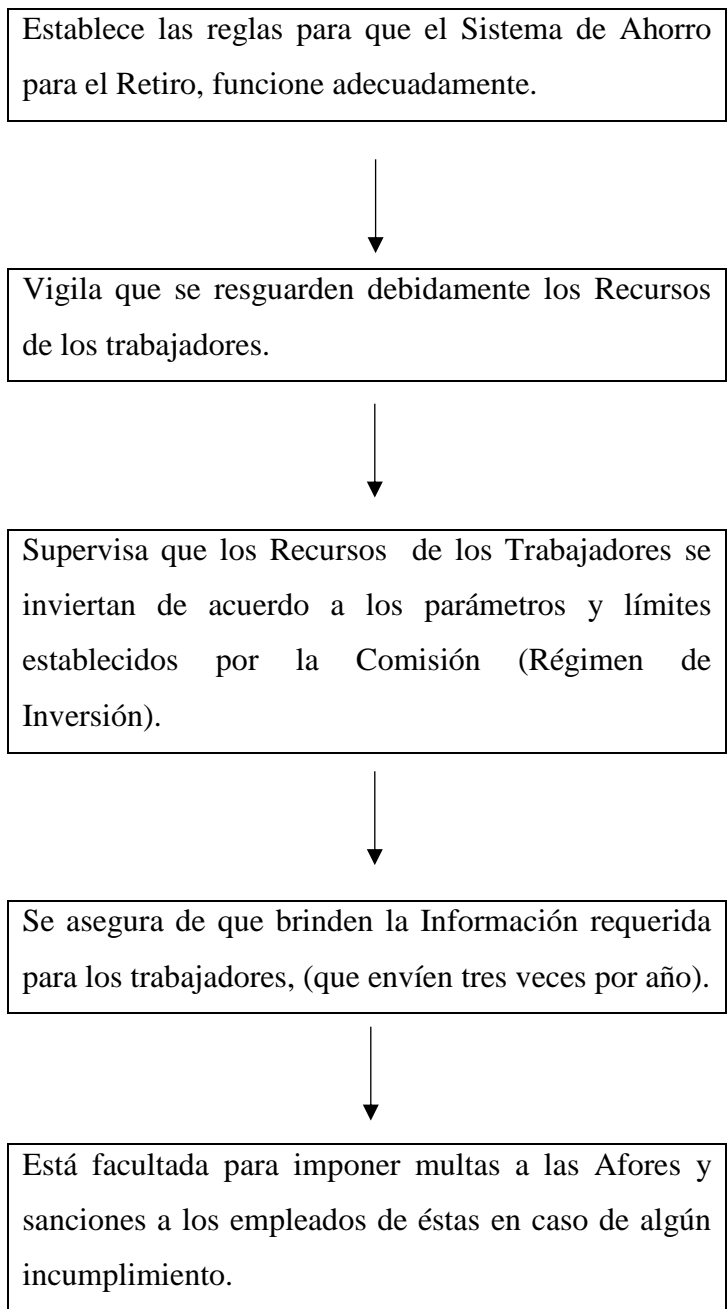 Establece las reglas para que el Sistema de Ahorro
para el Retiro, funcione adecuadamente.
Vigila que se resguarden debidamente los Recursos
de los trabajadores.
Supervisa que los Recursos de los Trabajadores se
inviertan de acuerdo a los parámetros y límites
establecidos por la Comisión (Régimen de
Inversión).
Se asegura de que brinden la Información requerida
para los trabajadores, (que envíen tres veces por año).
Está facultada para imponer multas a las Afores y
sanciones a los empleados de éstas en caso de algún
incumplimiento.